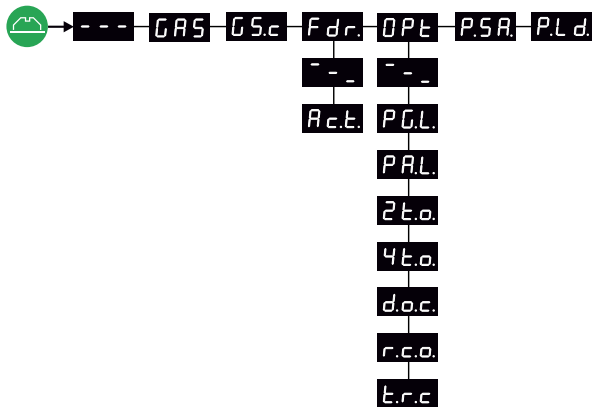 --- GAS GS.c Fdr. OPt P.SA. P.Ld.
‾-_ ‾-_
Ac.t. PG.L.
PA.L.
2t.o.
4t.o.
d.o.c.
r.c.o.
t.r.c